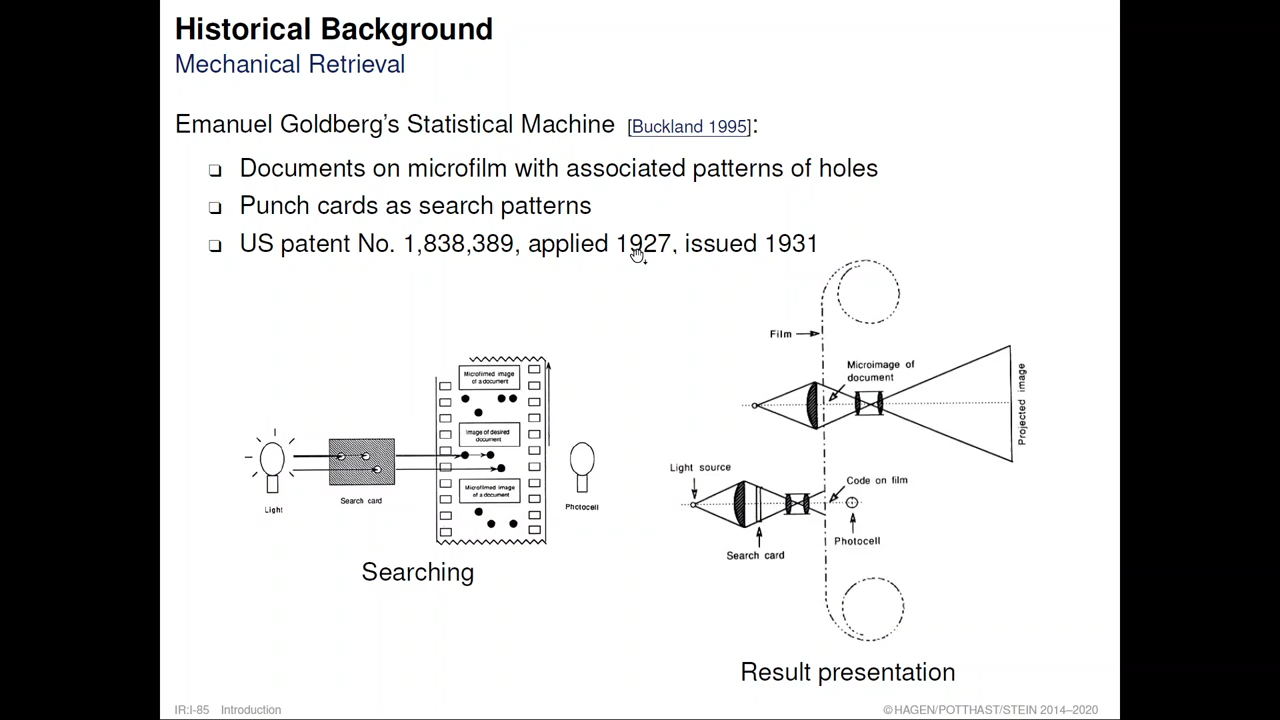 Historical Background
Mechanical Retrieval
Emanuel Goldberg's Statistical Machine [Buckland 1995]:
❑ Documents on microfilm with associated patterns of holes
❑ Punch cards as search patterns
❑ US patent No. 1,838,389, applied 1927, issued 1931
Microfilmed image
of a document
Image of desired
document
Microfilmed image
of a document
Light
Search card
Photocell
Searching
Film
Microimage of
document
Projected image
Light source
Code on film
Photocell
Search card
Result presentation
IR:I-85 Introduction
© HAGEN/POTTHAST/STEIN 2014–2020